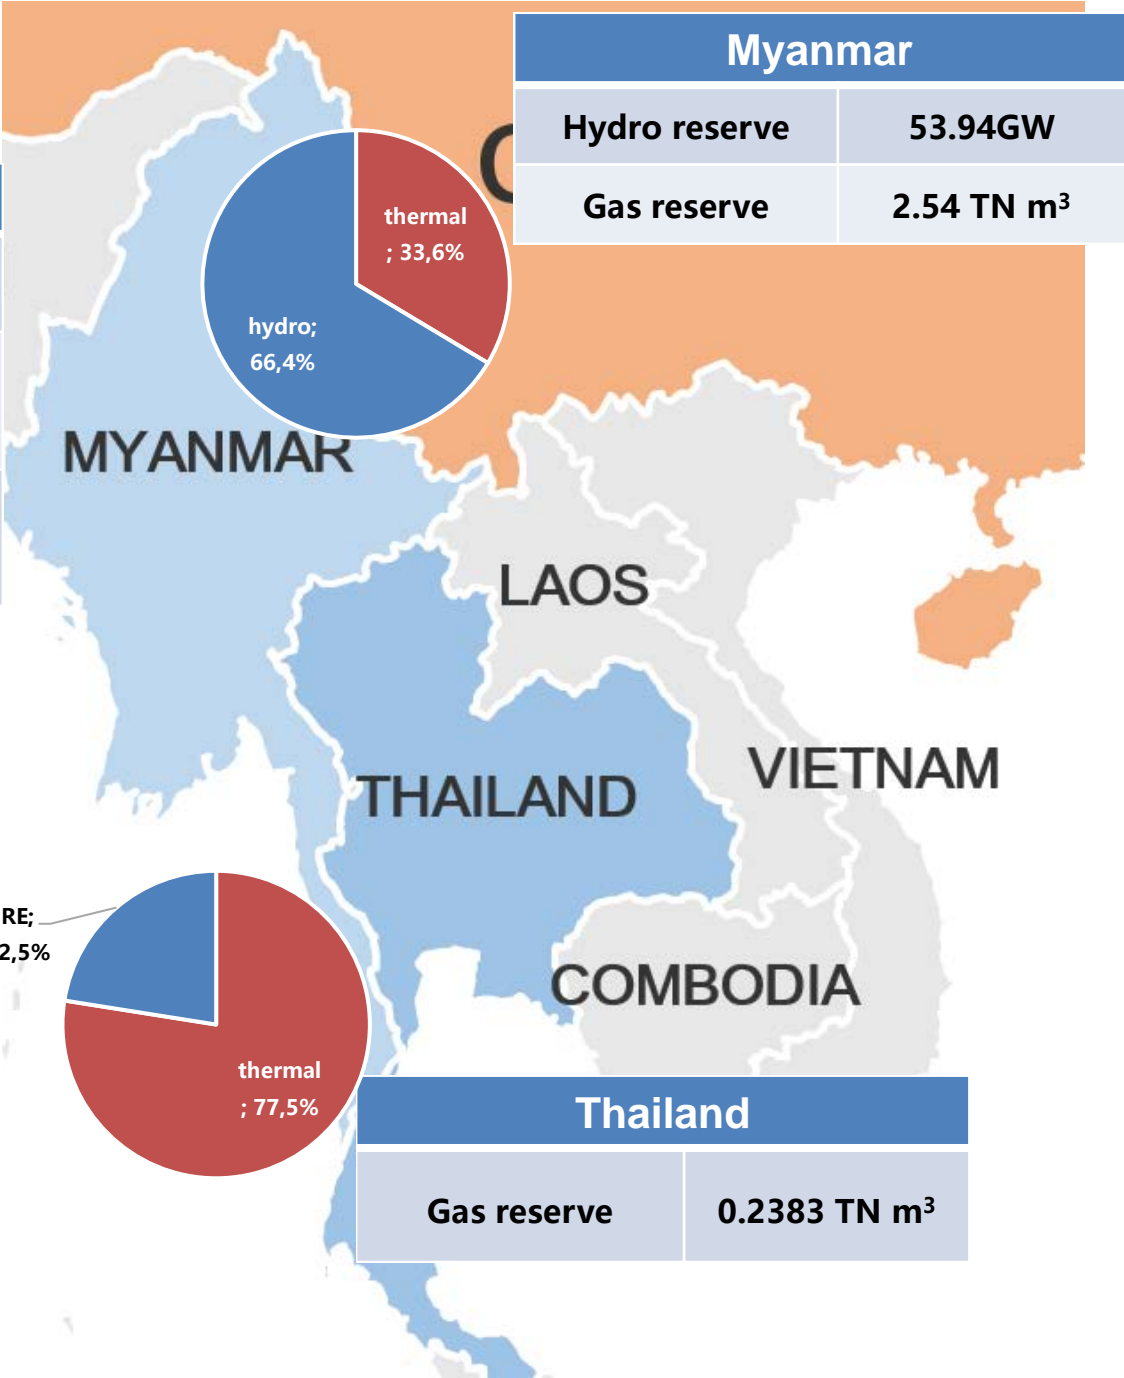 Myanmar
Hydro reserve 53.94GW
Gas reserve 2.54 TN m³
thermal
; 33,6%
hydro;
66,4%
MYANMAR
LAOS
VIETNAM
THAILAND
RE;
2,5%
COMBODIA
thermal
; 77,5%
Thailand
Gas reserve 0.2383 TN m³